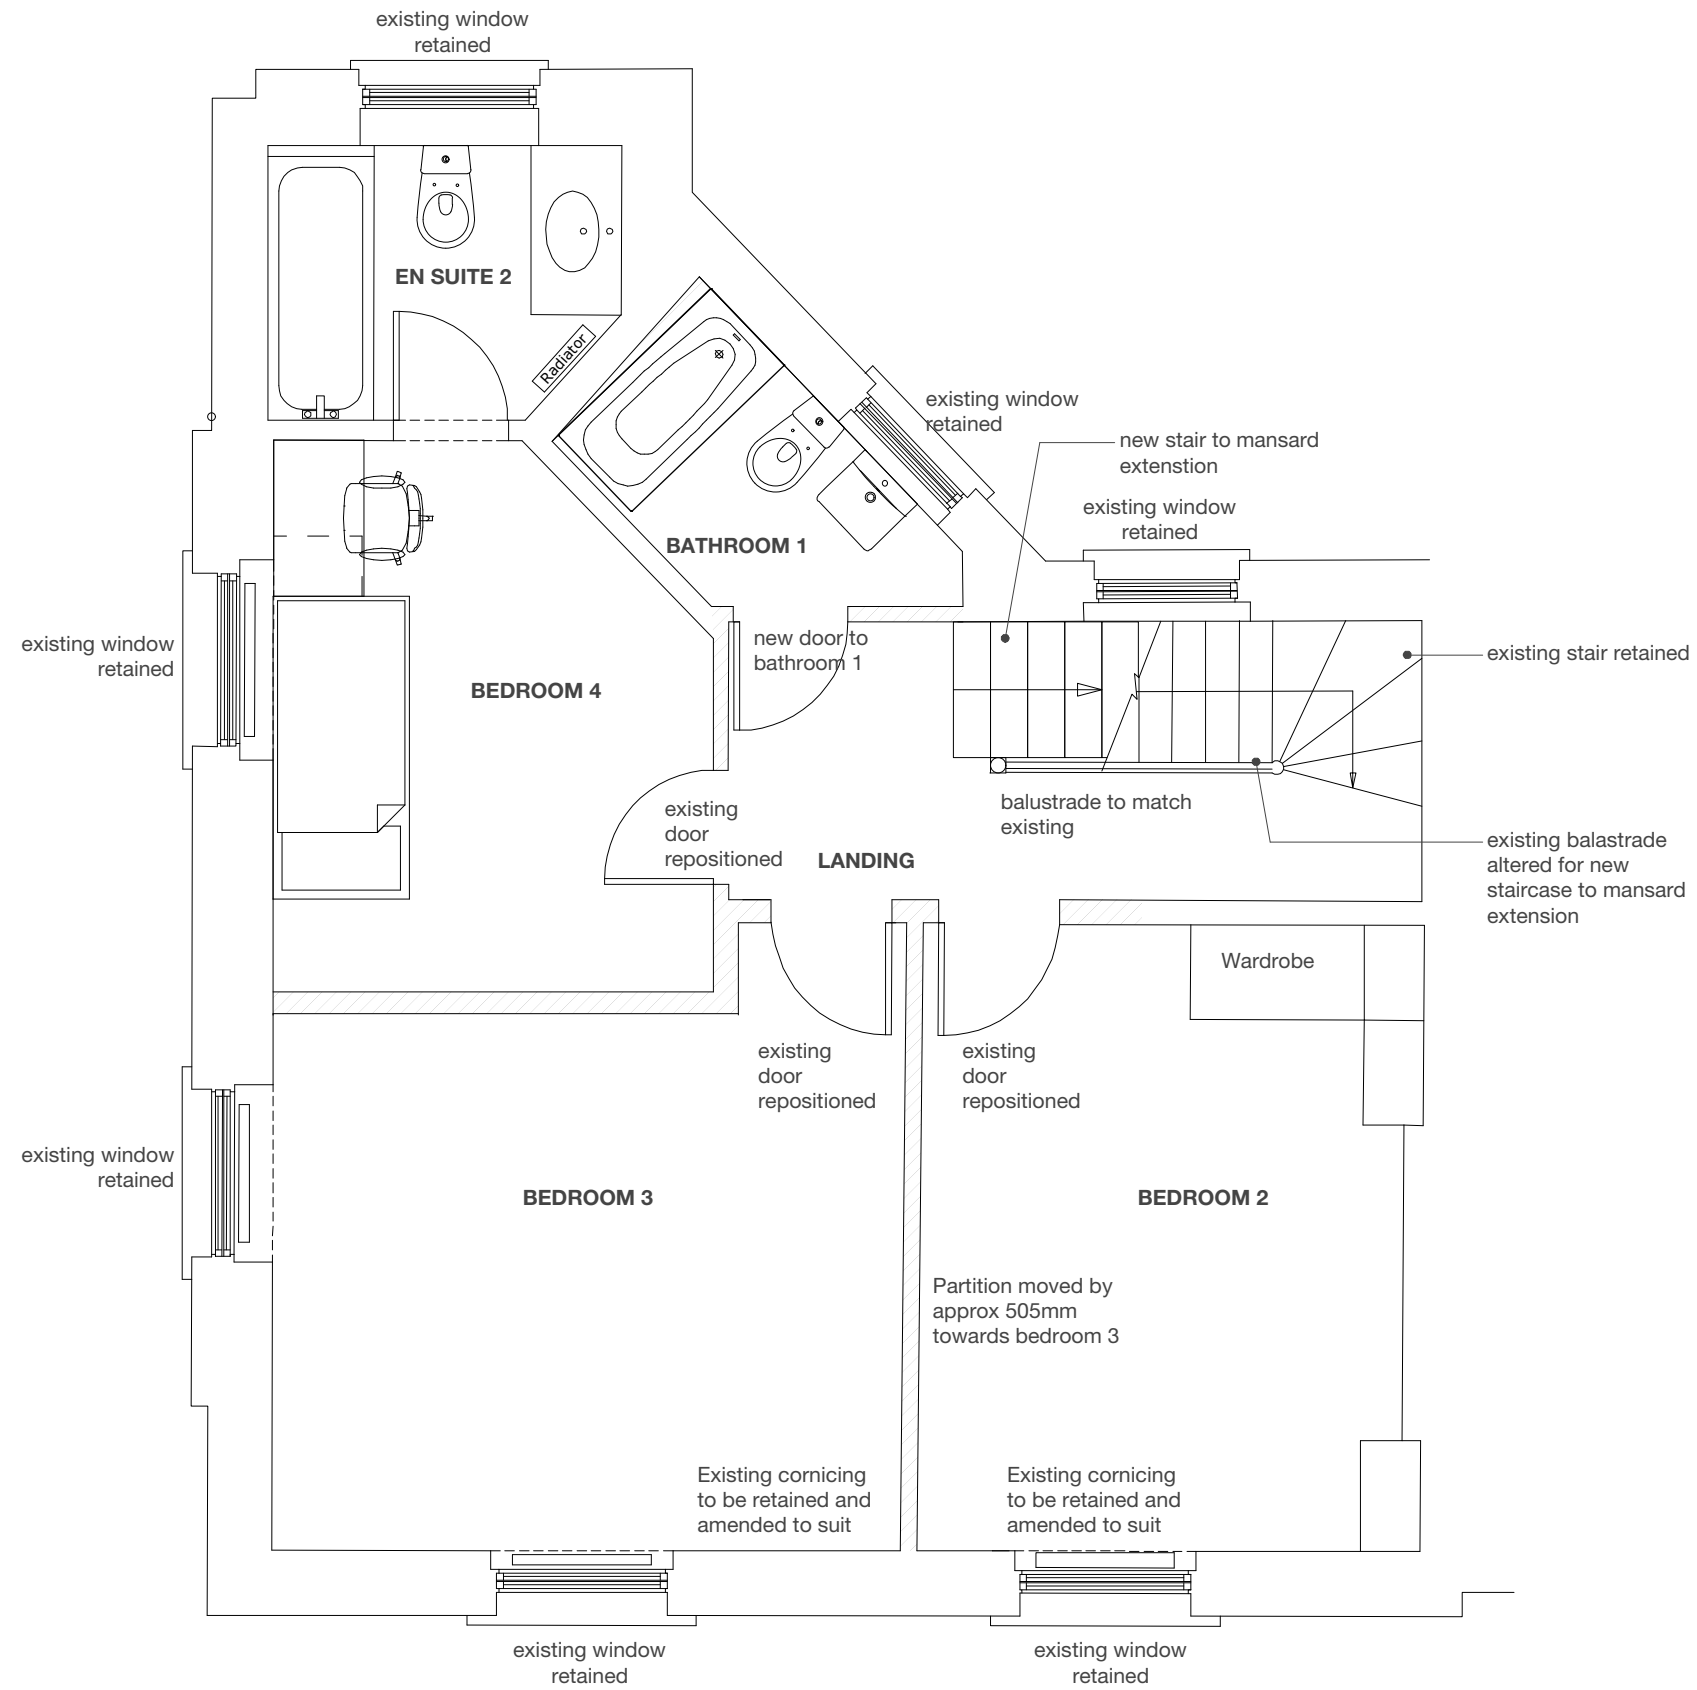 existing window
retained
EN SUITE 2
Radiator
existing window
retained
new stair to mansard
extenstion
existing window
retained
BATHROOM 1
new door to
bathroom 1
existing window
retained
existing stair retained
BEDROOM 4
existing
door
repositioned
balustrade to match
existing
LANDING
existing balastrade
altered for new
staircase to mansard
extension
Wardrobe
existing
door
repositioned
existing
door
repositioned
existing window
retained
BEDROOM 3
BEDROOM 2
Partition moved by
approx 505mm
towards bedroom 3
Existing cornicing
to be retained and
amended to suit
Existing cornicing
to be retained and
amended to suit
existing window
retained
existing window
retained